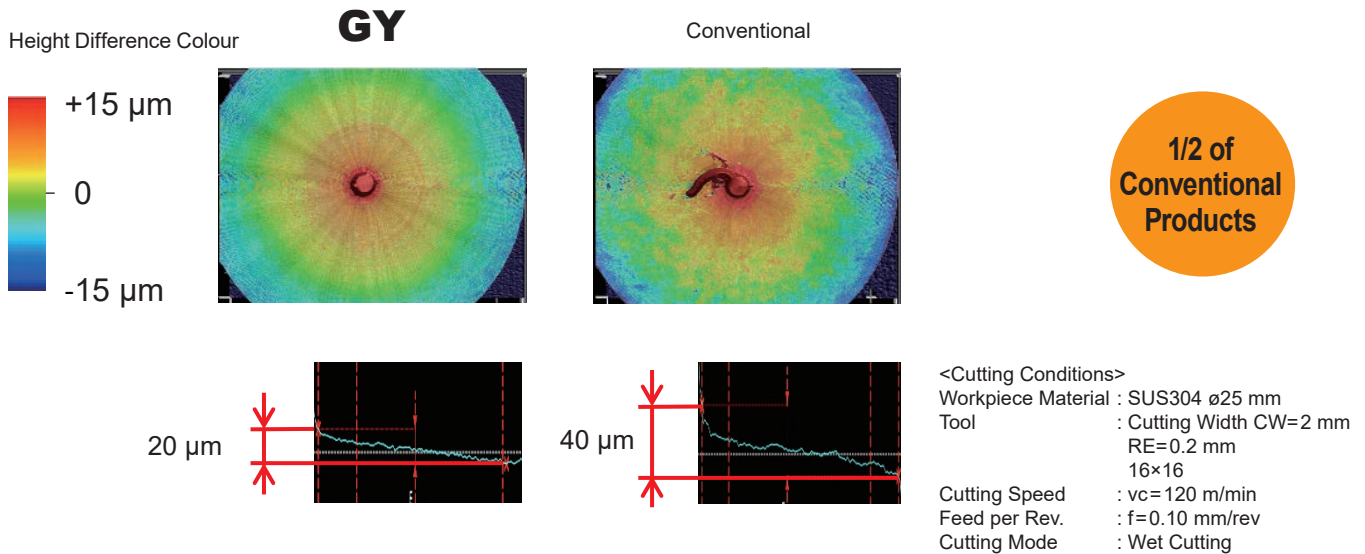 Height Difference Colour
GY
Conventional
+15 µm
0
-15 µm
1/2 of
Conventional
Products
20 µm
40 µm
<Cutting Conditions>
Workpiece Material : SUS304 ø25 mm
Tool : Cutting Width CW=2 mm
RE=0.2 mm
16×16
Cutting Speed : vc=120 m/min
Feed per Rev. : f=0.10 mm/rev
Cutting Mode : Wet Cutting